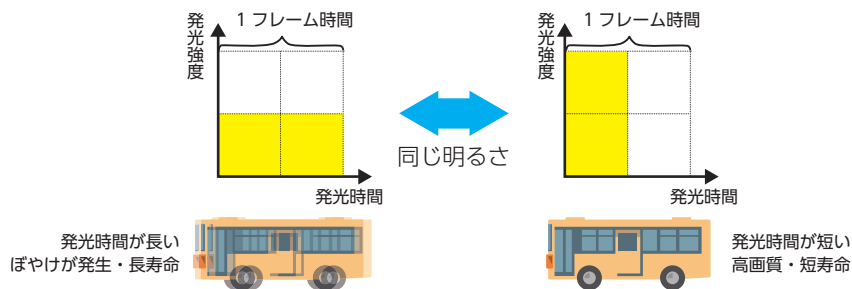 発光強度
1 フレーム時間
発光時間
同じ明るさ
発光強度
1 フレーム時間
発光時間
発光時間が長い
ぼやけが発生・長寿命
発光時間が短い
高画質・短寿命